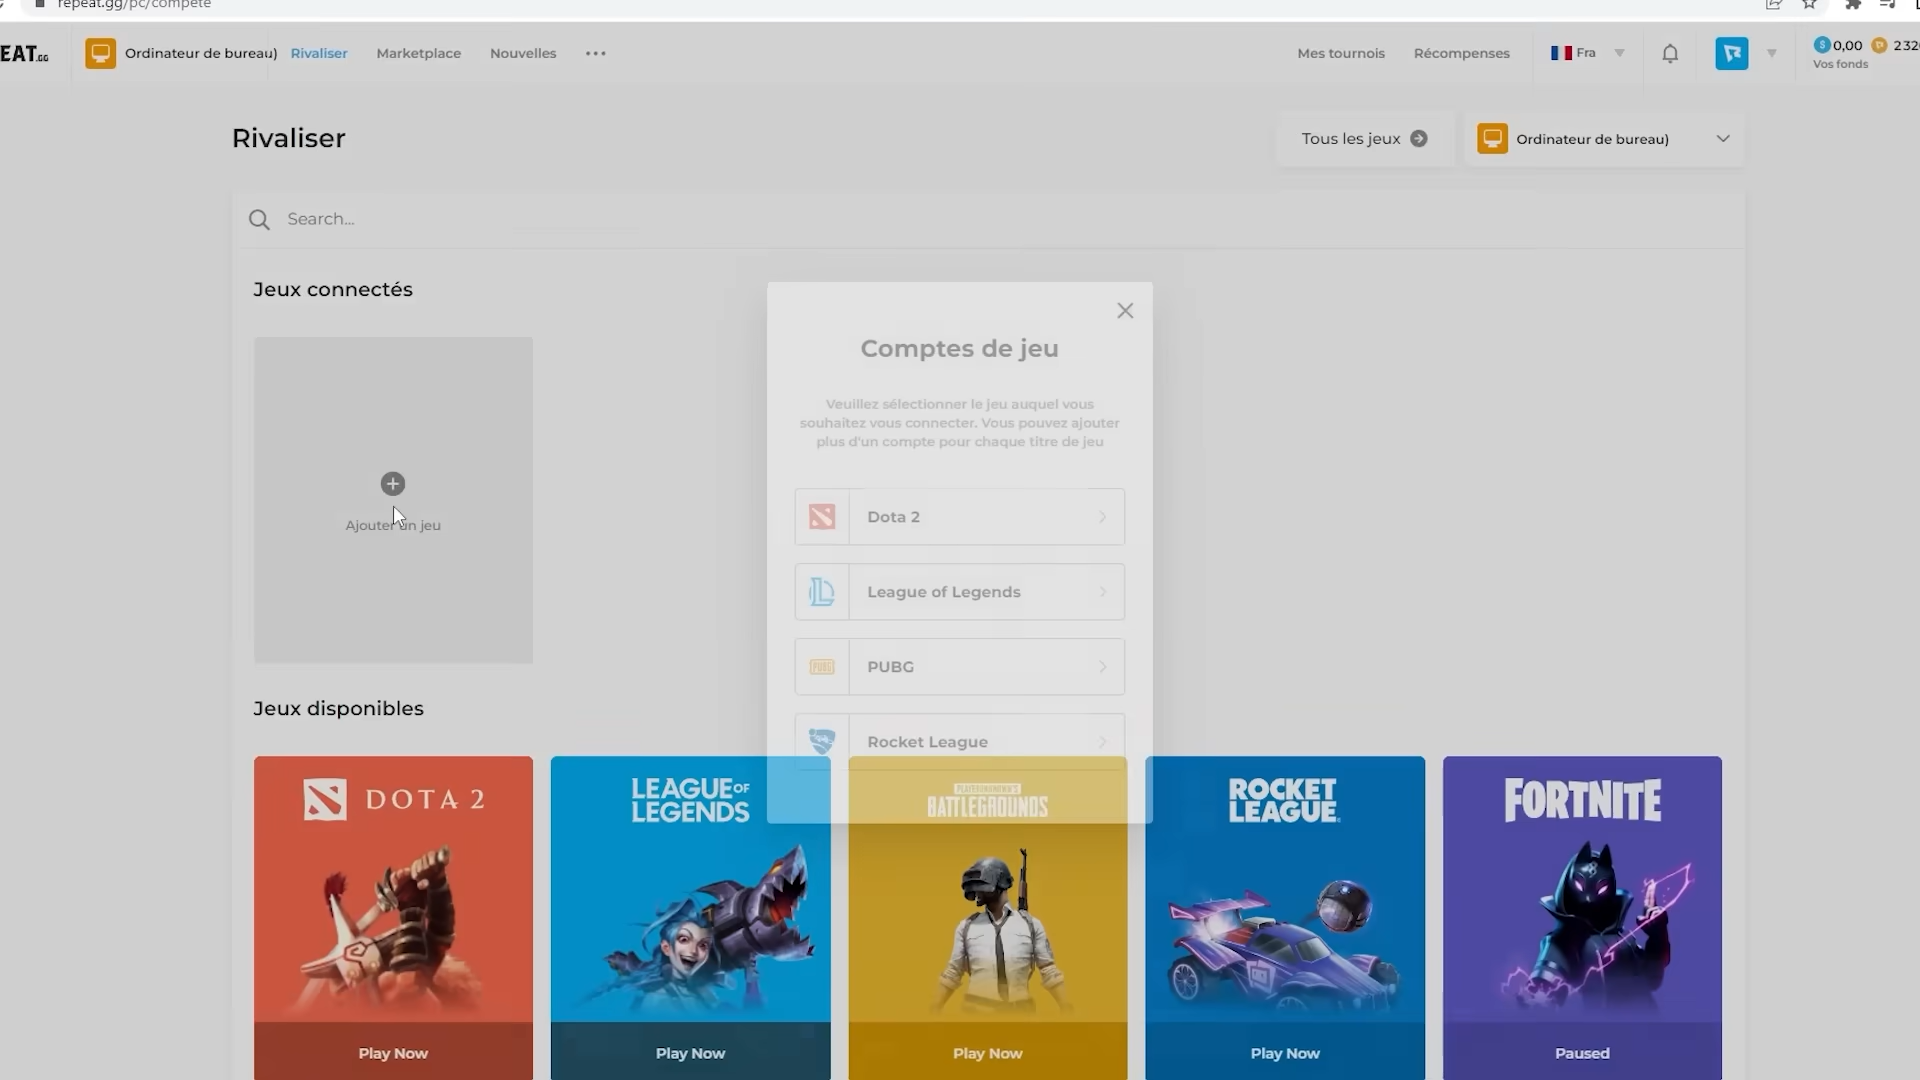 repeat.gg/pc/compete
EAT.GG
Ordinateur de bureau)
Rivaliser
Marketplace
Nouvelles
Mes tournois
Récompenses
Fra
0,00
2320
Vos fonds
Rivaliser
Tous les jeux
Ordinateur de bureau)
Search...
Jeux connectés
Ajouter un jeu
Comptes de jeu
Veuillez sélectionner le jeu auquel vous
souhaitez vous connecter. Vous pouvez ajouter
plus d'un compte pour chaque titre de jeu
Dota 2
League of Legends
PUBG
PUBG
Rocket League
Jeux disponibles
DOTA 2
LEAGUE OF
LEGENDS
PLAYERUNKNOWN'S
BATTLEGROUNDS
ROCKET
LEAGUE
FORTNITE
Play Now
Play Now
Play Now
Play Now
Paused